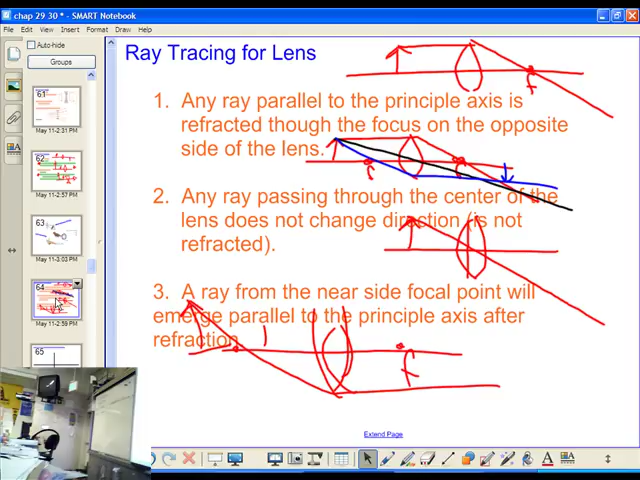 chap 29 30 * - SMART Notebook
File Edit View Insert Format Draw Help
Auto-hide
Groups
61
May 11-2:31 PM
62
May 11-2:57 PM
63
May 11-3:03 PM
64
May 11-2:59 PM
65
Ray Tracing for Lens
f
1. Any ray parallel to the principle axis is
refracted though the focus on the opposite
side of the lens.
f
2. Any ray passing through the center of the
lens does not change direction (is not
refracted).
3. A ray from the near side focal point will
emerge parallel to the principle axis after
refraction
f
Extend Page